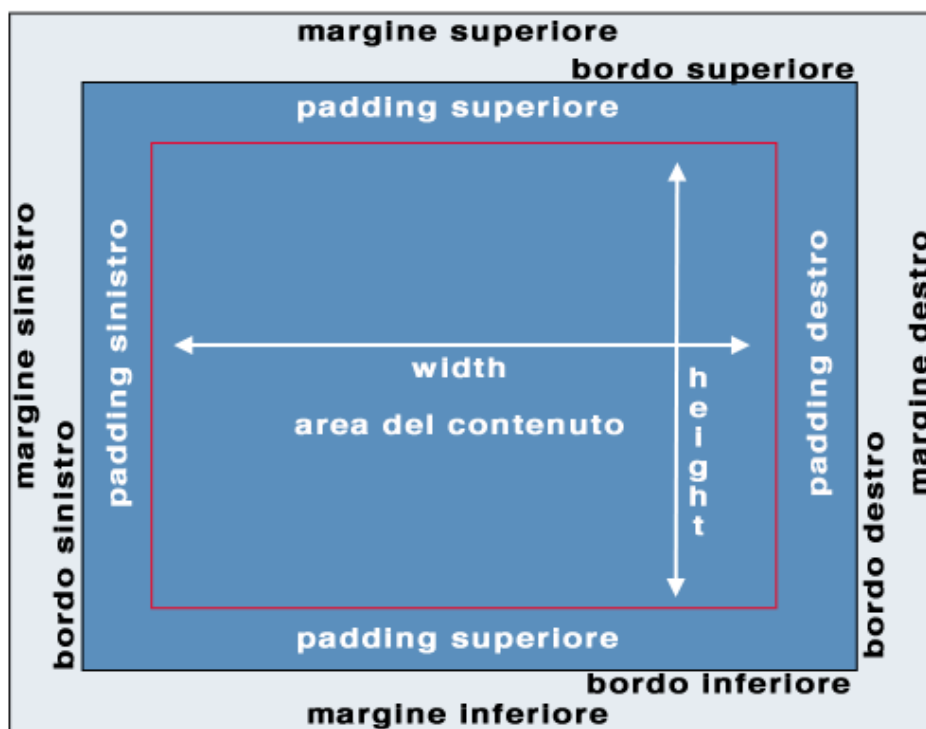 margine superiore
bordo superiore
padding superiore
margine sinistro
bordo sinistro
padding sinistro
width
height
area del contenuto
padding destro
bordo destro
margine destro
padding superiore
bordo inferiore
margine inferiore